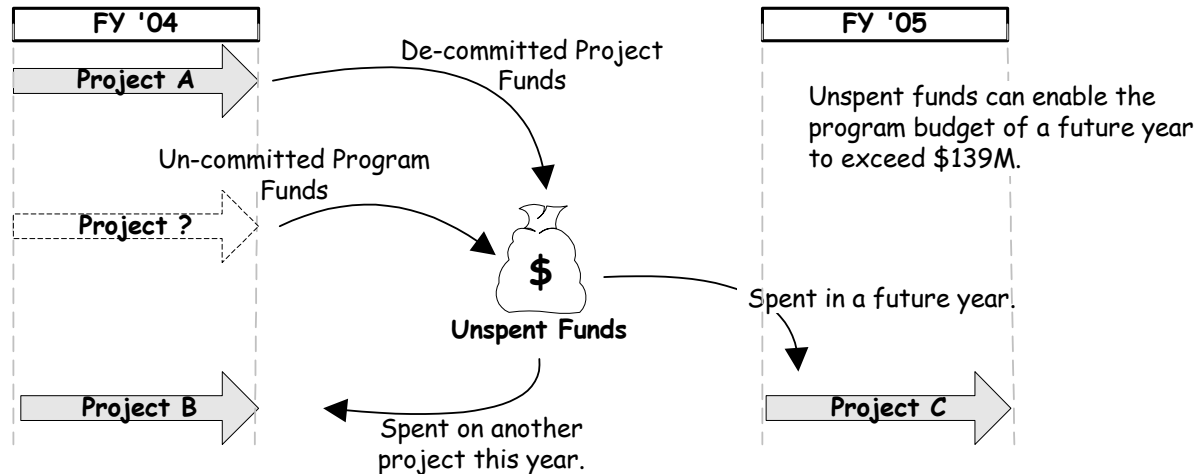 FY '04
FY '05
Project A
De-committed Project
Funds
Unspent funds can enable the
program budget of a future year
to exceed $139M.
Un-committed Program
Funds
Project ?
$
Unspent Funds
Spent in a future year.
Project B
Project C
Spent on another
project this year.